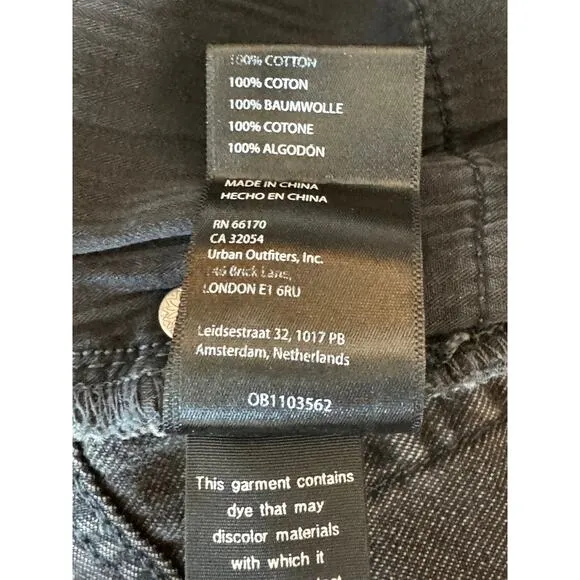 100% COTTON
100% COTON
100% BAUMWOLLE
100% COTONE
100% ALGODÓN
MADE IN CHINA
HECHO EN CHINA
RN 66170
CA 32054
Urban Outfitters, Inc.
146 Brick Lane,
LONDON E1 6RU
Leidsestraat 32, 1017 PB
Amsterdam, Netherlands
OB1103562
This garment contains
dye that may
discolor materials
with which it